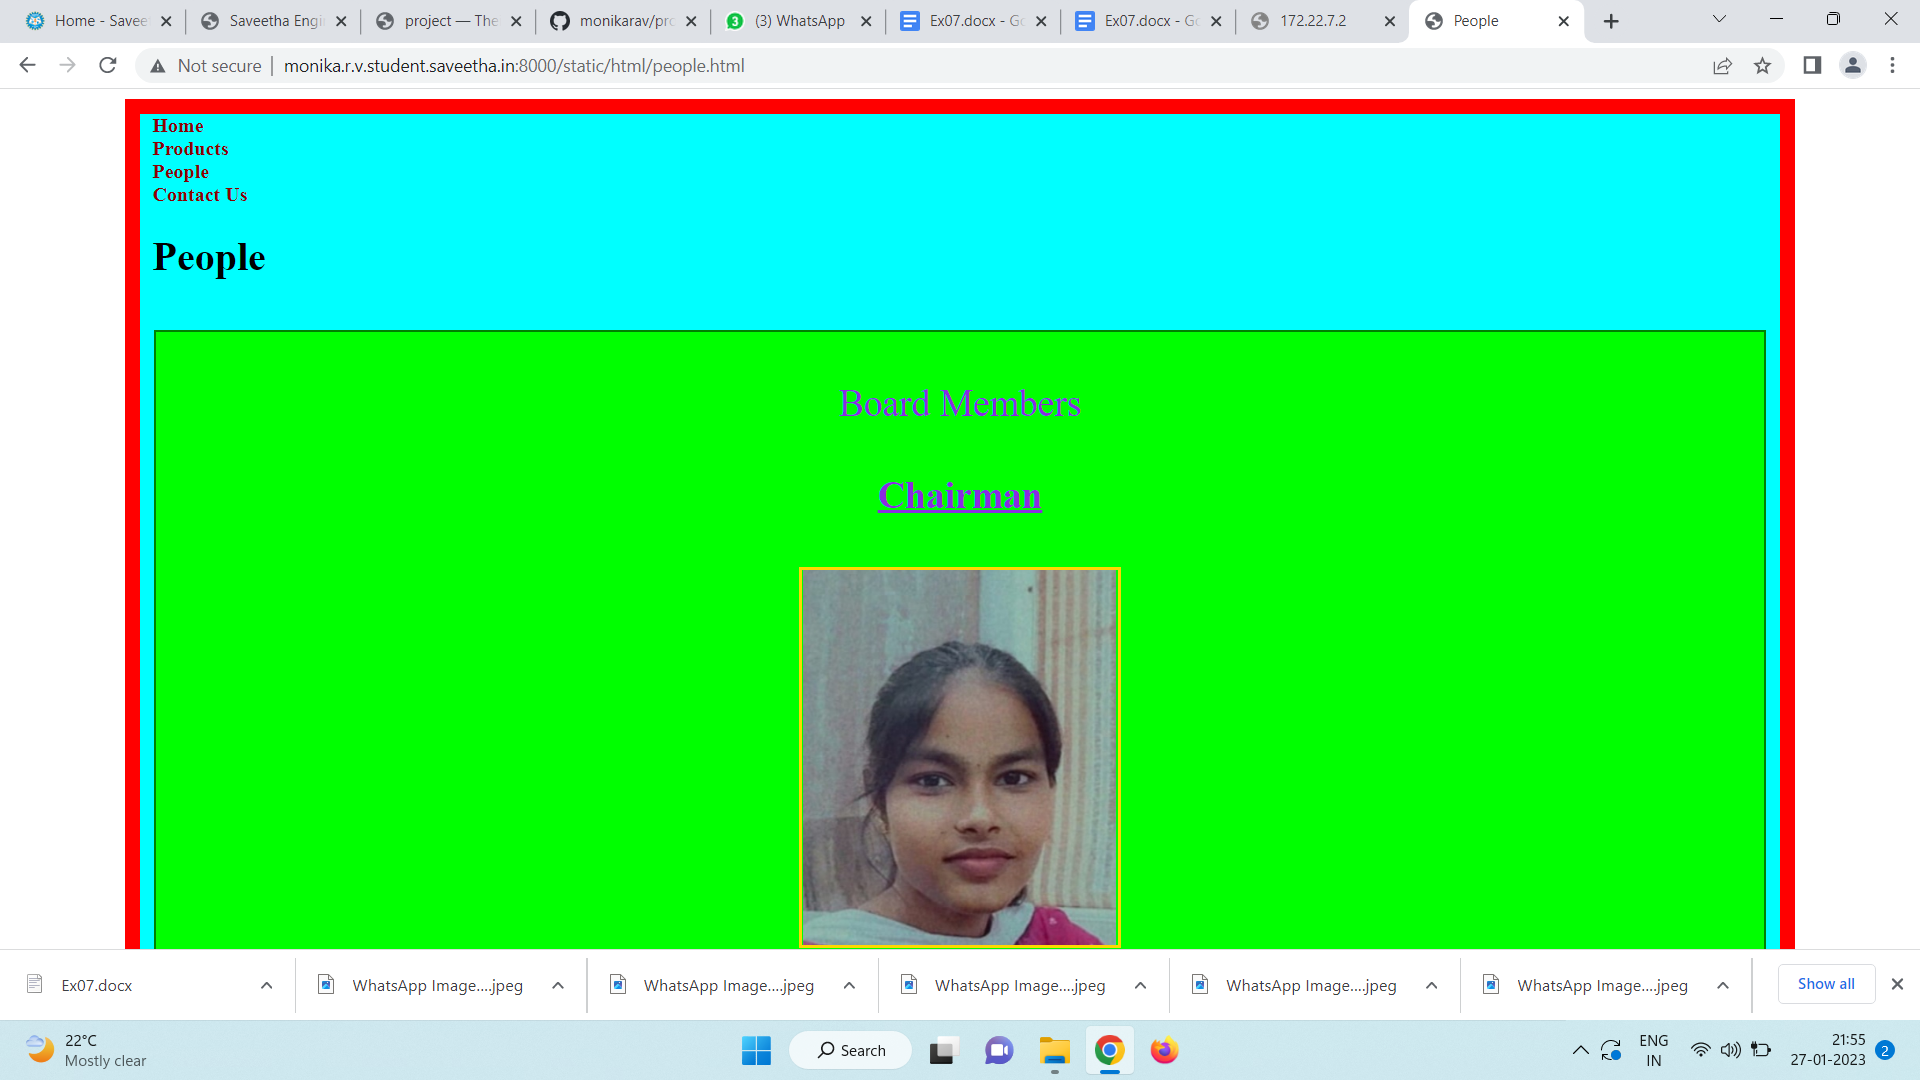 Home - Savee
Saveetha Engi
project — The
monikarav/pro
(3) WhatsApp
Ex07.docx - Go
Ex07.docx - Go
172.22.7.2
People
Not secure
monika.r.v.student.saveetha.in:8000/static/html/people.html
Home
Products
People
Contact Us
People
Board Members
Chairman
Ex07.docx
WhatsApp Image....jpeg
WhatsApp Image....jpeg
WhatsApp Image....jpeg
WhatsApp Image....jpeg
WhatsApp Image....jpeg
Show all
22°C
Mostly clear
Search
ENG
IN
21:55
27-01-2023
2